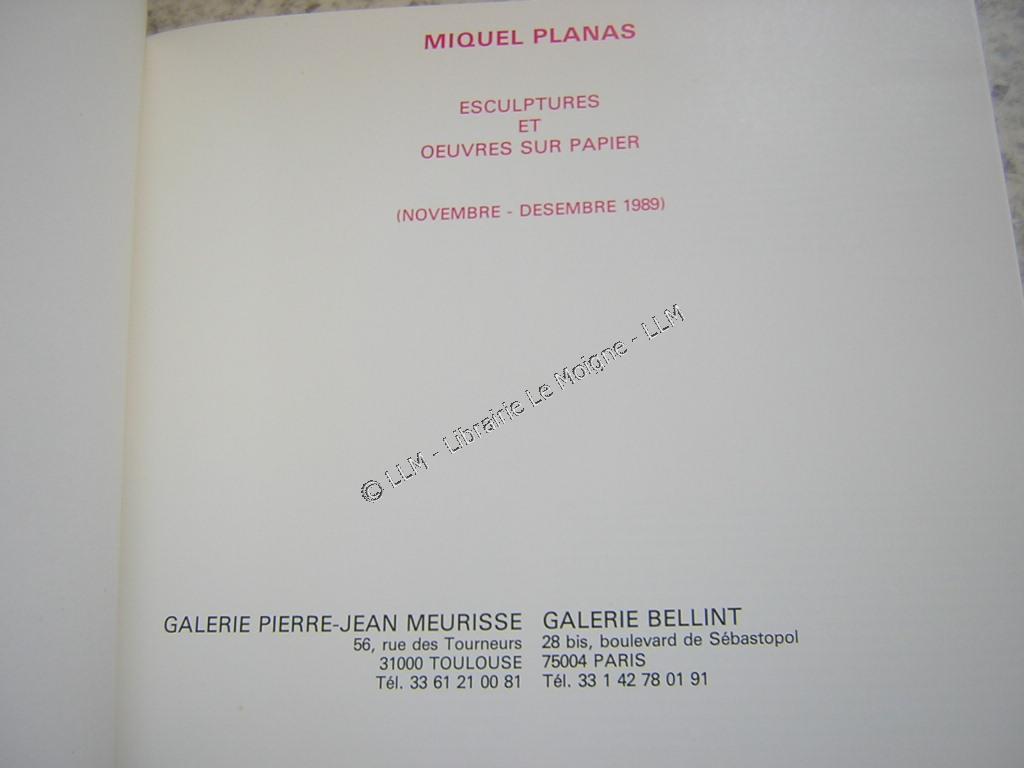 MIQUEL PLANAS
ESCULPTURES
ET
OEUVRES SUR PAPIER
(NOVEMBRE - DESEMBRE 1989)
© LLM - Librairie Le Moigne - LLM
GALERIE PIERRE-JEAN MEURISSE
56, rue des Tourneurs
31000 TOULOUSE
Tél. 33 61 21 00 81
GALERIE BELLINT
28 bis, boulevard de Sébastopol
75004 PARIS
Tél. 33 1 42 78 01 91